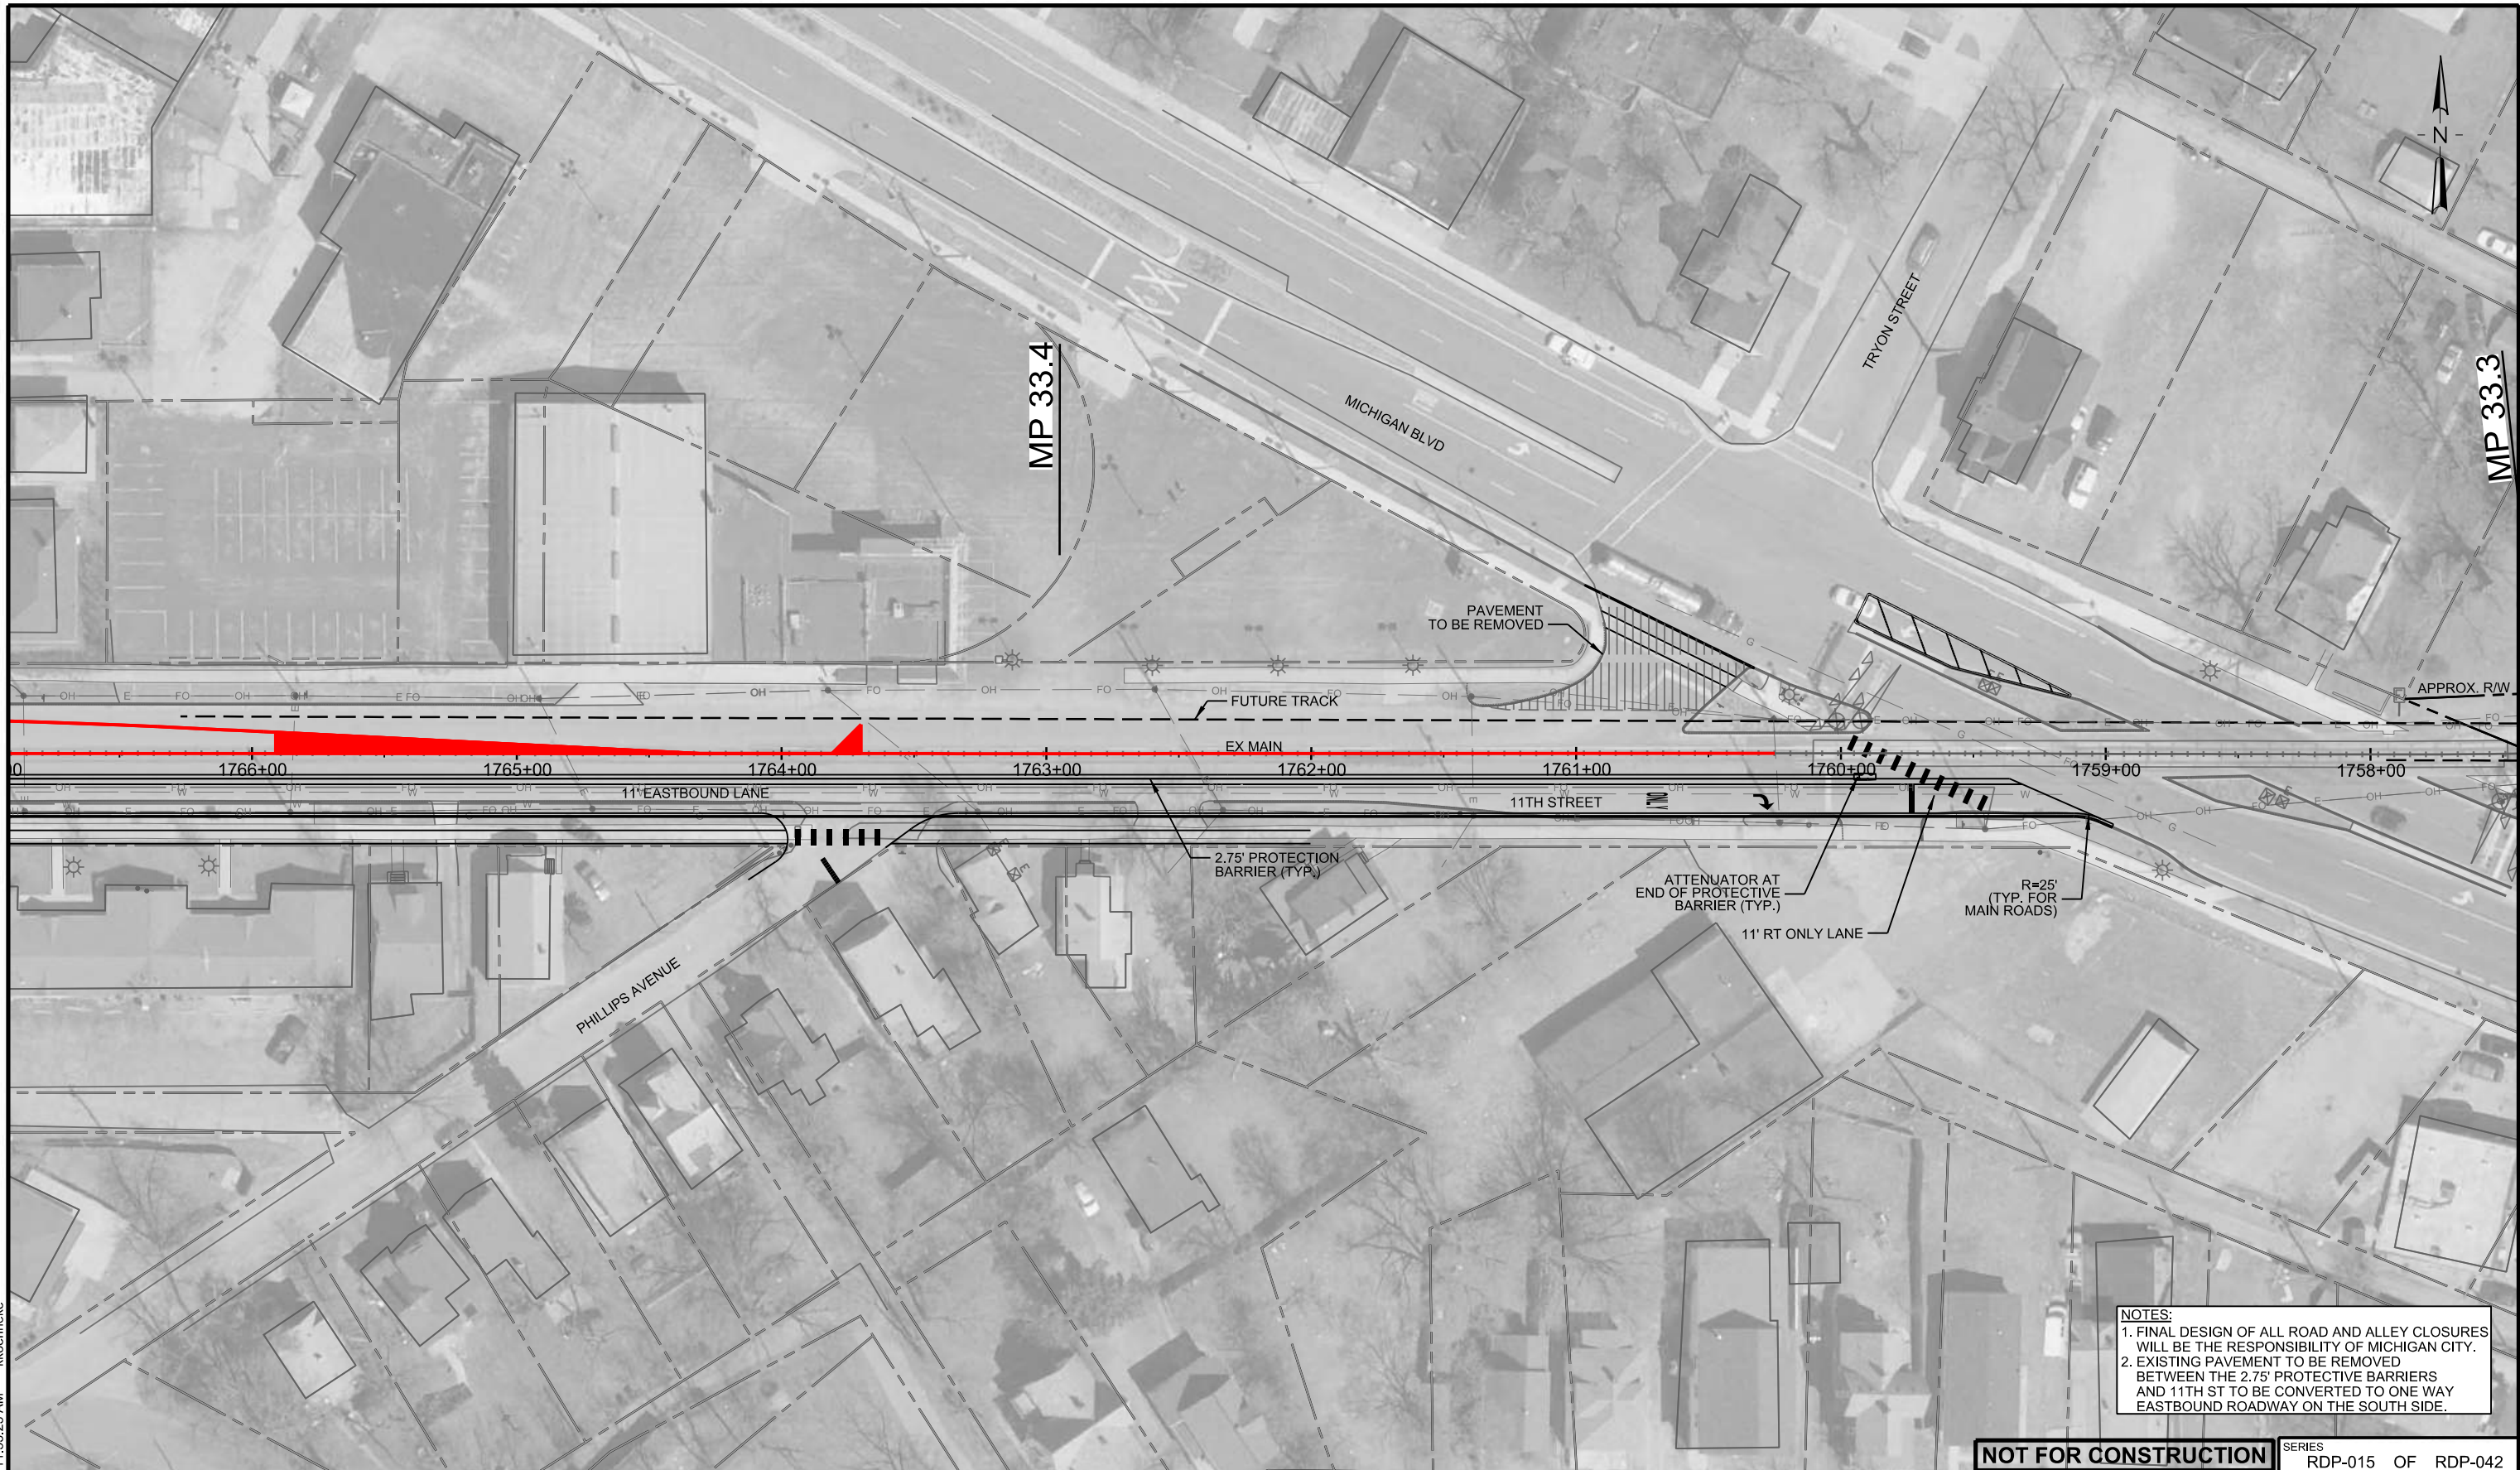 N
MP 33.4
MP 33.3
TRYON STREET
MICHIGAN BLVD
PAVEMENT
TO BE REMOVED
APPROX. R/W
FUTURE TRACK
EX MAIN
1766+00
1765+00
1764+00
1763+00
1762+00
1761+00
1760+00
1759+00
1758+00
11' EASTBOUND LANE
11TH STREET
ONLY
2.75' PROTECTION
BARRIER (TYP.)
ATTENUATOR AT
END OF PROTECTIVE
BARRIER (TYP.)
11' RT ONLY LANE
R=25'
(TYP. FOR
MAIN ROADS)
PHILLIPS AVENUE
NOTES:
1. FINAL DESIGN OF ALL ROAD AND ALLEY CLOSURES
WILL BE THE RESPONSIBILITY OF MICHIGAN CITY.
2. EXISTING PAVEMENT TO BE REMOVED
BETWEEN THE 2.75' PROTECTIVE BARRIERS
AND 11TH ST TO BE CONVERTED TO ONE WAY
EASTBOUND ROADWAY ON THE SOUTH SIDE.
NOT FOR CONSTRUCTION
SERIES
RDP-015 OF RDP-042